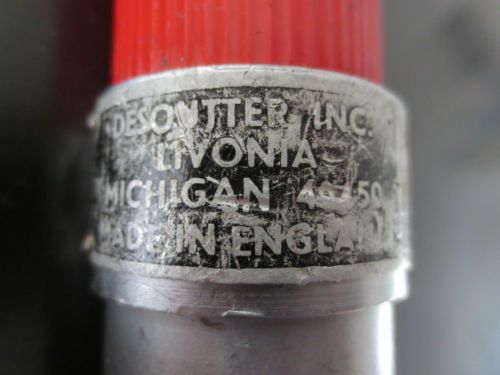 DESOUTTER INC.
LIVONIA
MICHIGAN
MADE IN ENGLAND